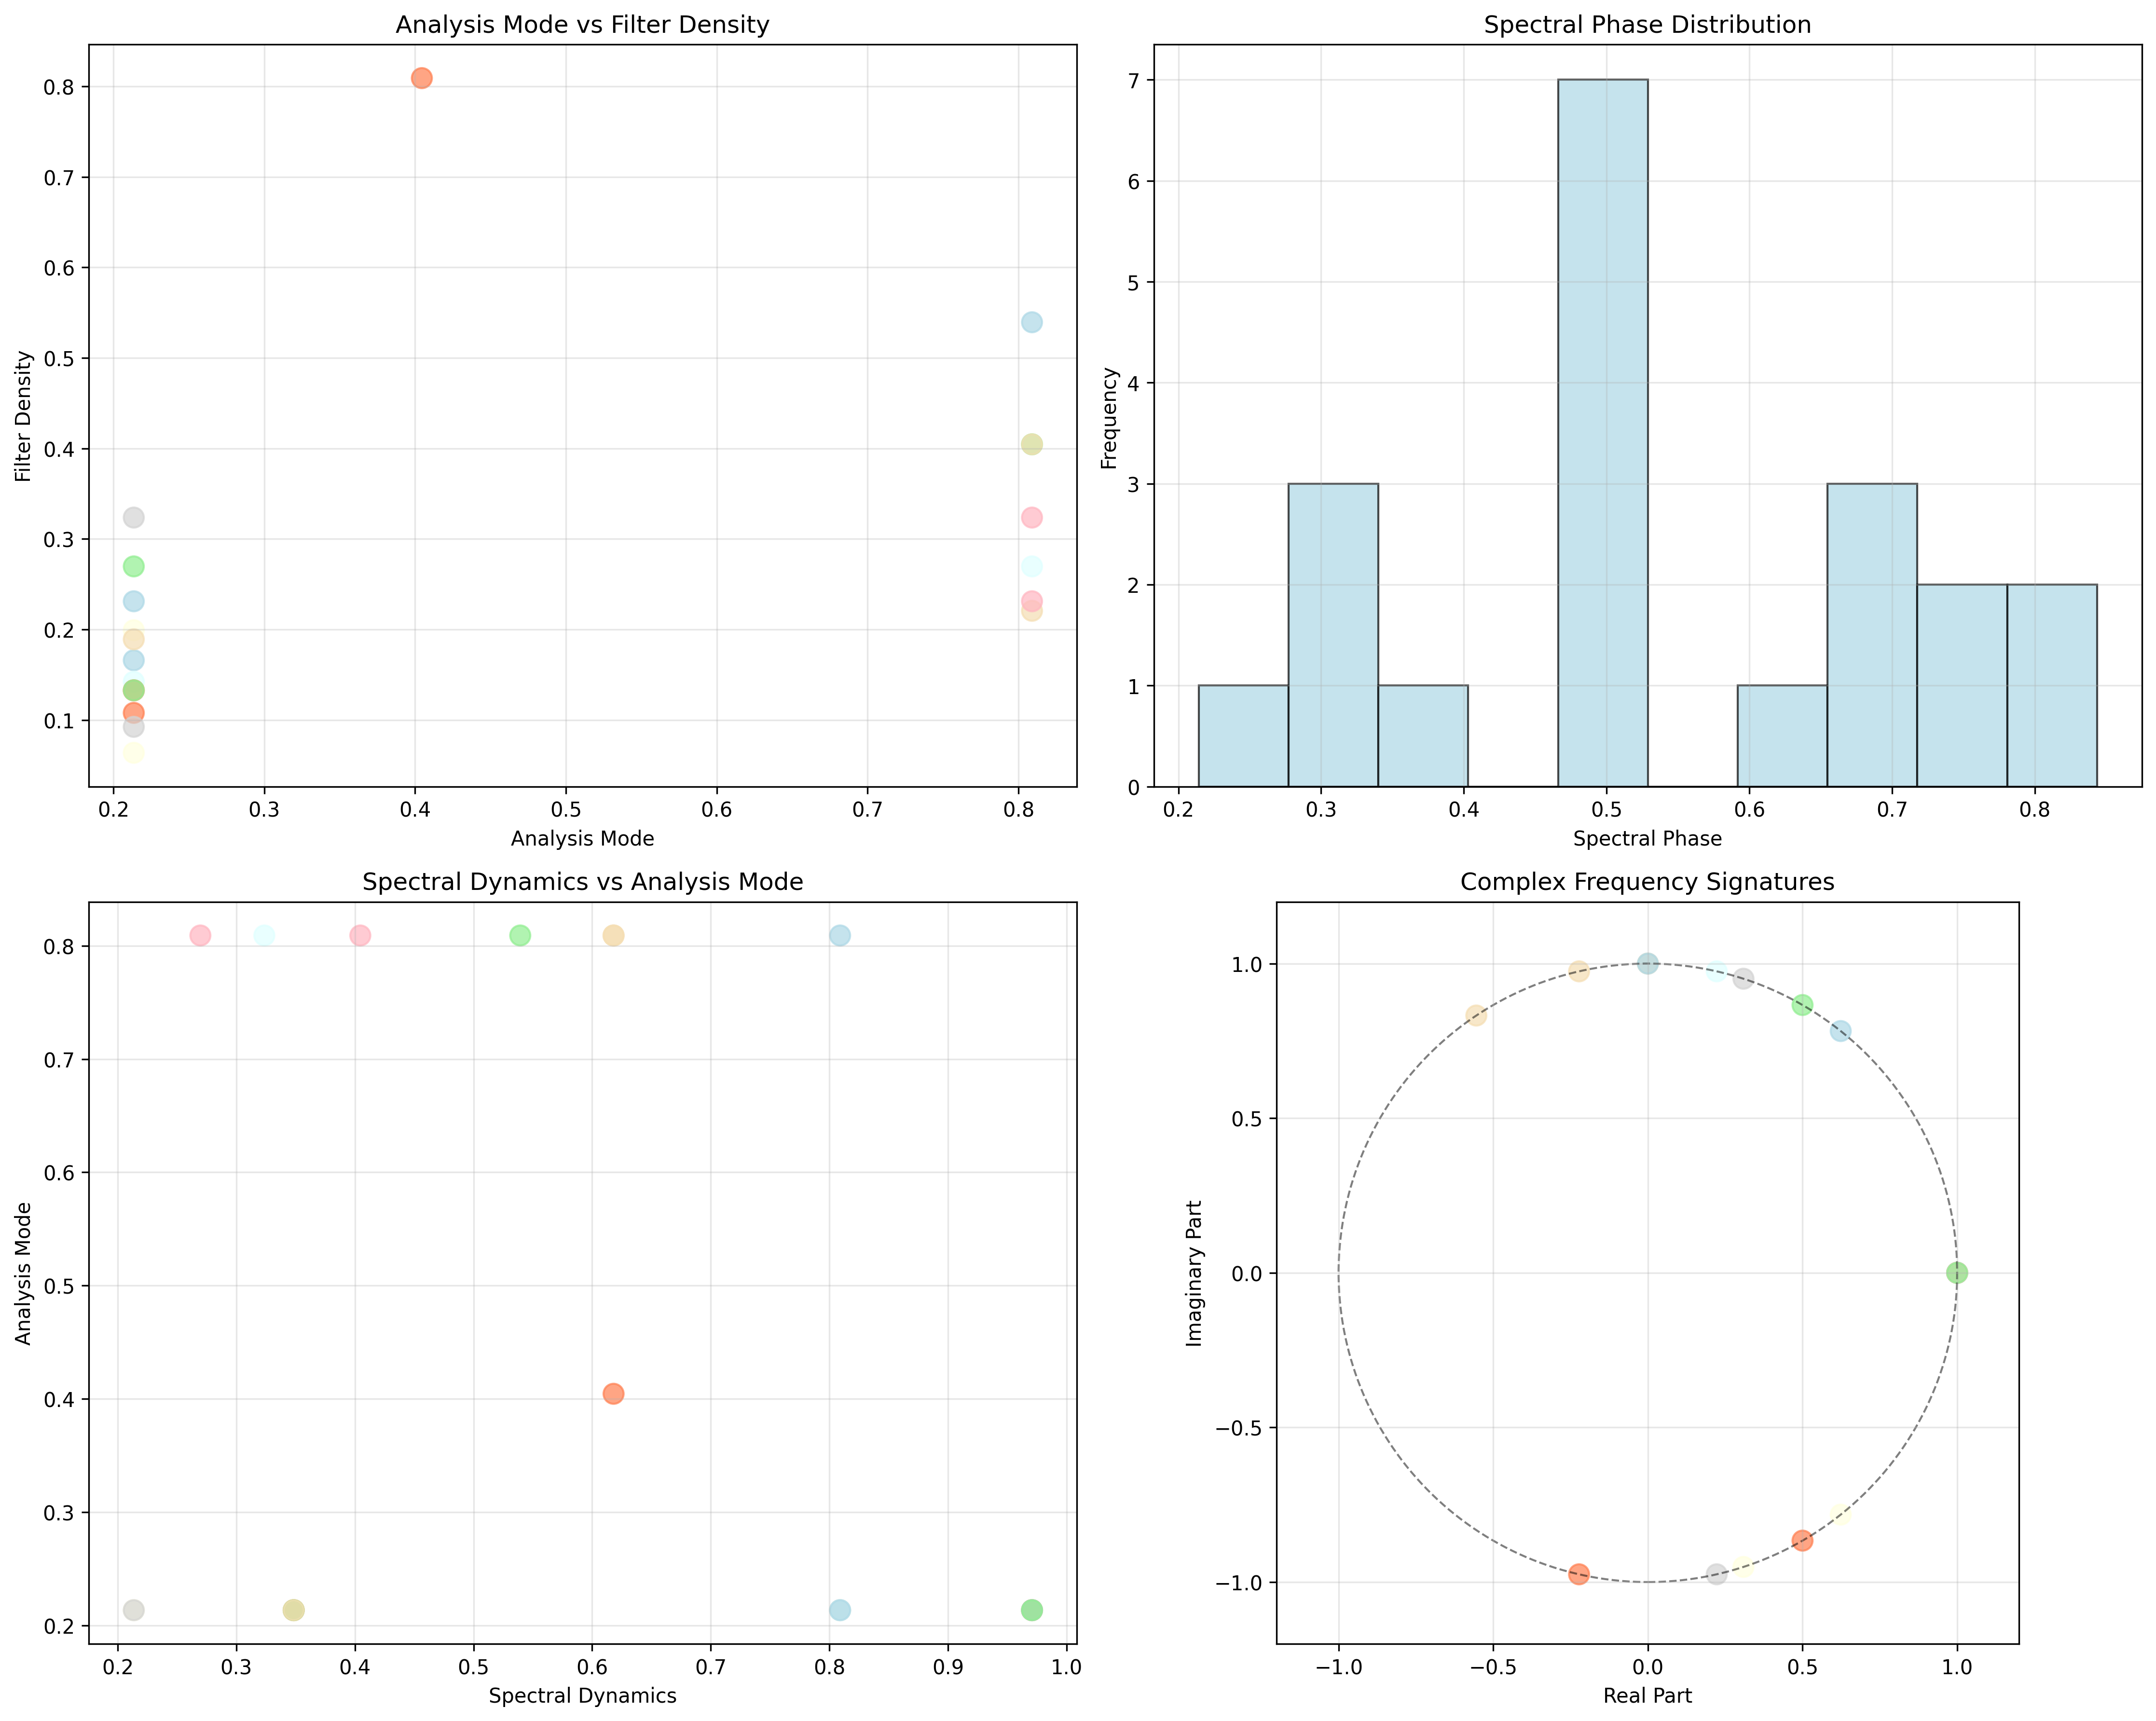 Analysis Mode vs Filter Density
0.8
0.7
0.6
0.5
0.4
0.3
0.2
0.1
Filter Density
0.2 0.3 0.4 0.5 0.6 0.7 0.8
Analysis Mode
Spectral Phase Distribution
7
6
5
4
3
2
1
0
Frequency
0.2 0.3 0.4 0.5 0.6 0.7 0.8
Spectral Phase
Spectral Dynamics vs Analysis Mode
0.8
0.7
0.6
0.5
0.4
0.3
0.2
Analysis Mode
0.2 0.3 0.4 0.5 0.6 0.7 0.8 0.9 1.0
Spectral Dynamics
Complex Frequency Signatures
1.0
0.5
0.0
−0.5
−1.0
Imaginary Part
−1.0 −0.5 0.0 0.5 1.0
Real Part